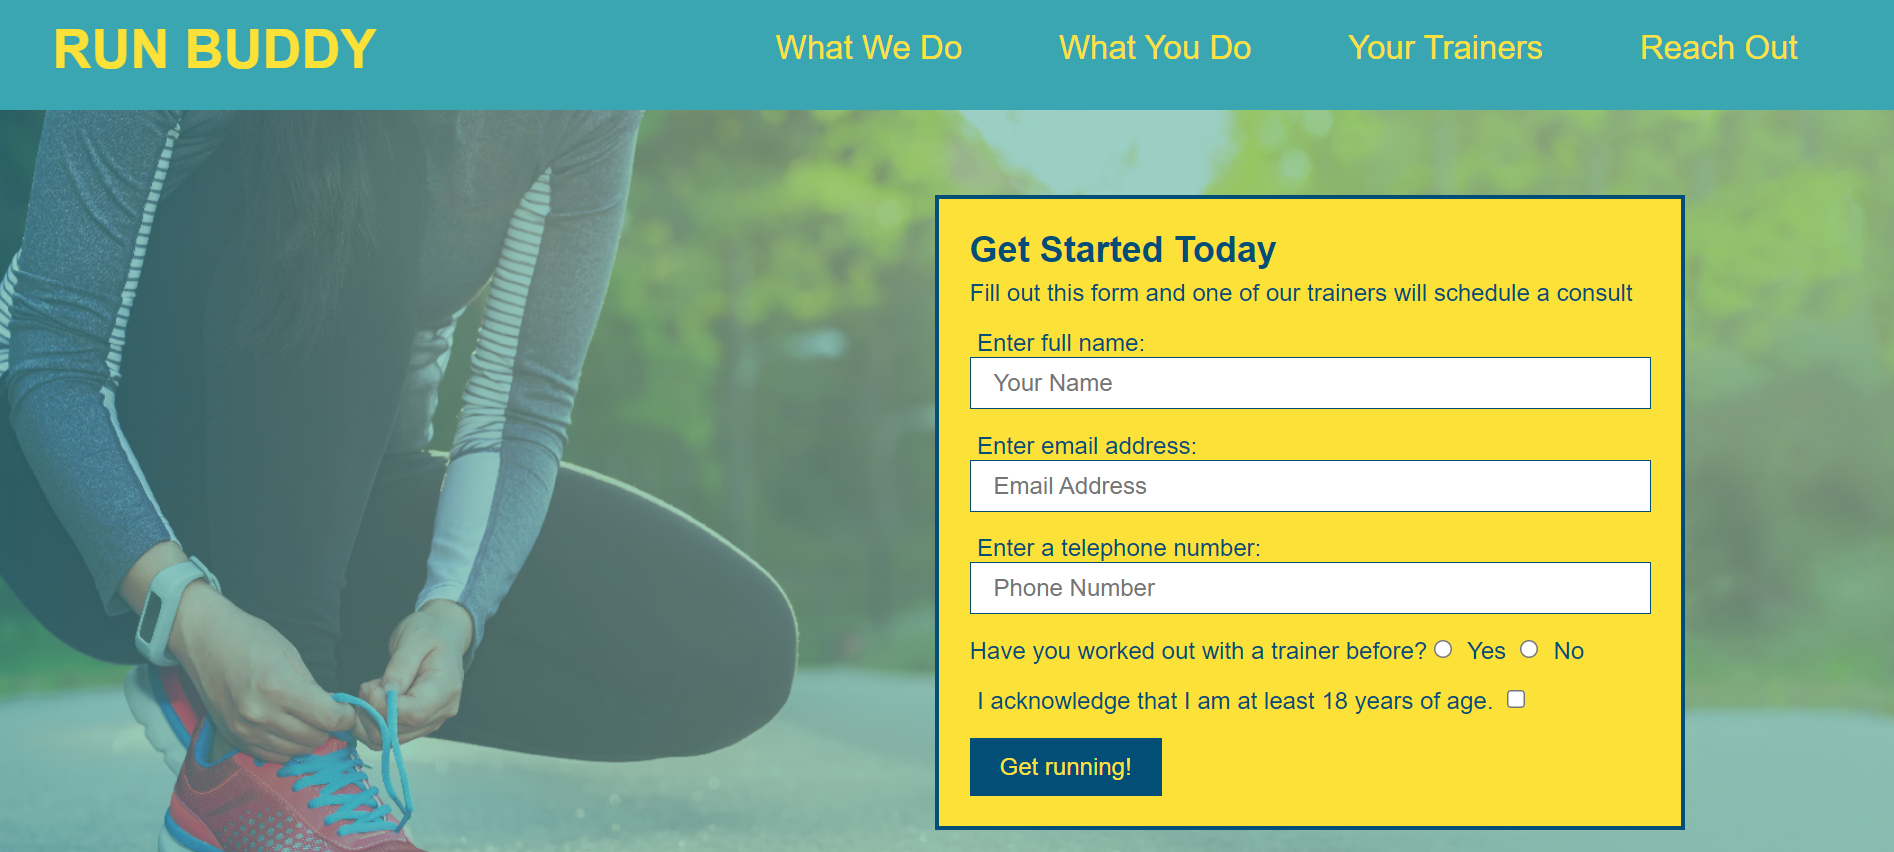 RUN BUDDY
What We Do
What You Do
Your Trainers
Reach Out
Get Started Today
Fill out this form and one of our trainers will schedule a consult
Enter full name:
Your Name
Enter email address:
Email Address
Enter a telephone number:
Phone Number
Have you worked out with a trainer before? Yes No
I acknowledge that I am at least 18 years of age.
Get running!